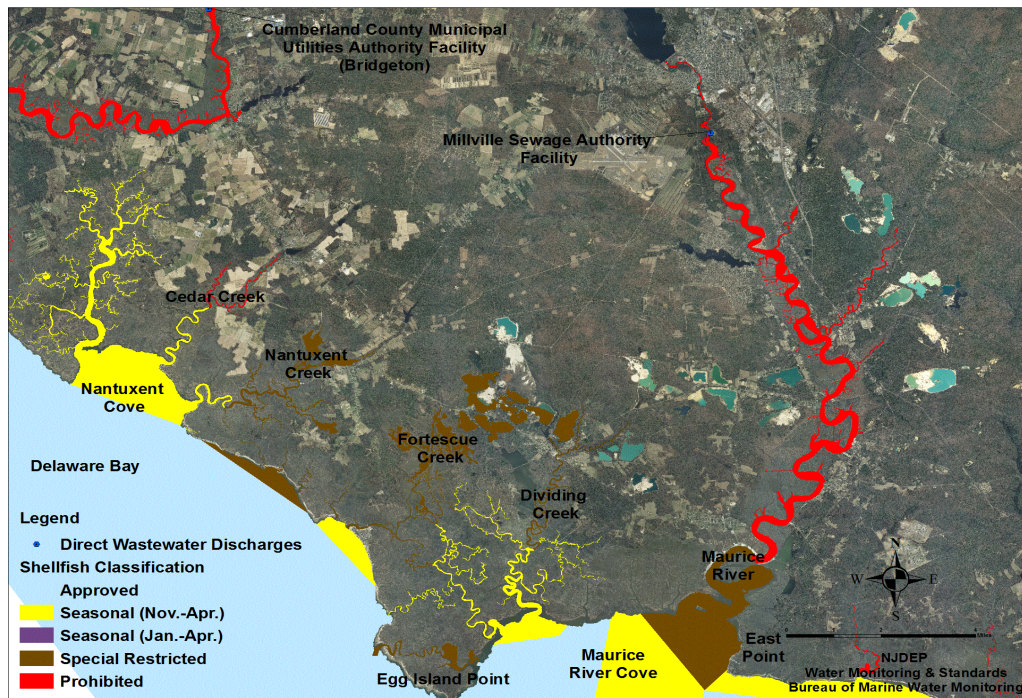 Cumberland County Municipal
Utilities Authority Facility
(Bridgeton)
Millville Sewage Authority
Facility
Cedar Creek
Nantuxent
Creek
Nantuxent
Cove
Fortescue
Creek
Delaware Bay
Dividing
Creek
Legend
Direct Wastewater Discharges
Shellfish Classification
Approved
Seasonal (Nov.-Apr.)
Seasonal (Jan.-Apr.)
Special Restricted
Prohibited
Maurice
River
N
W
E
S
East
Point
Maurice
River Cove
Egg Island Point
NJDEP
Water Monitoring & Standards
Bureau of Marine Water Monitoring